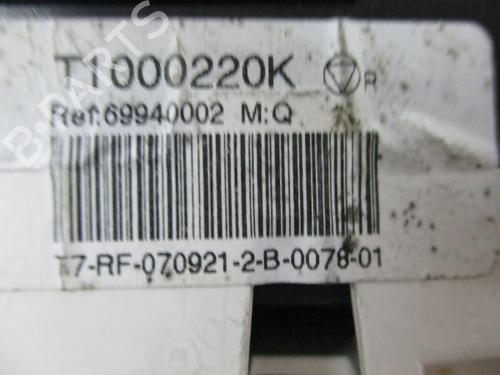 T1000220K R
Ref:69940002 M:Q
T7-RF-070921-2-B-0078-01
B-PARTS